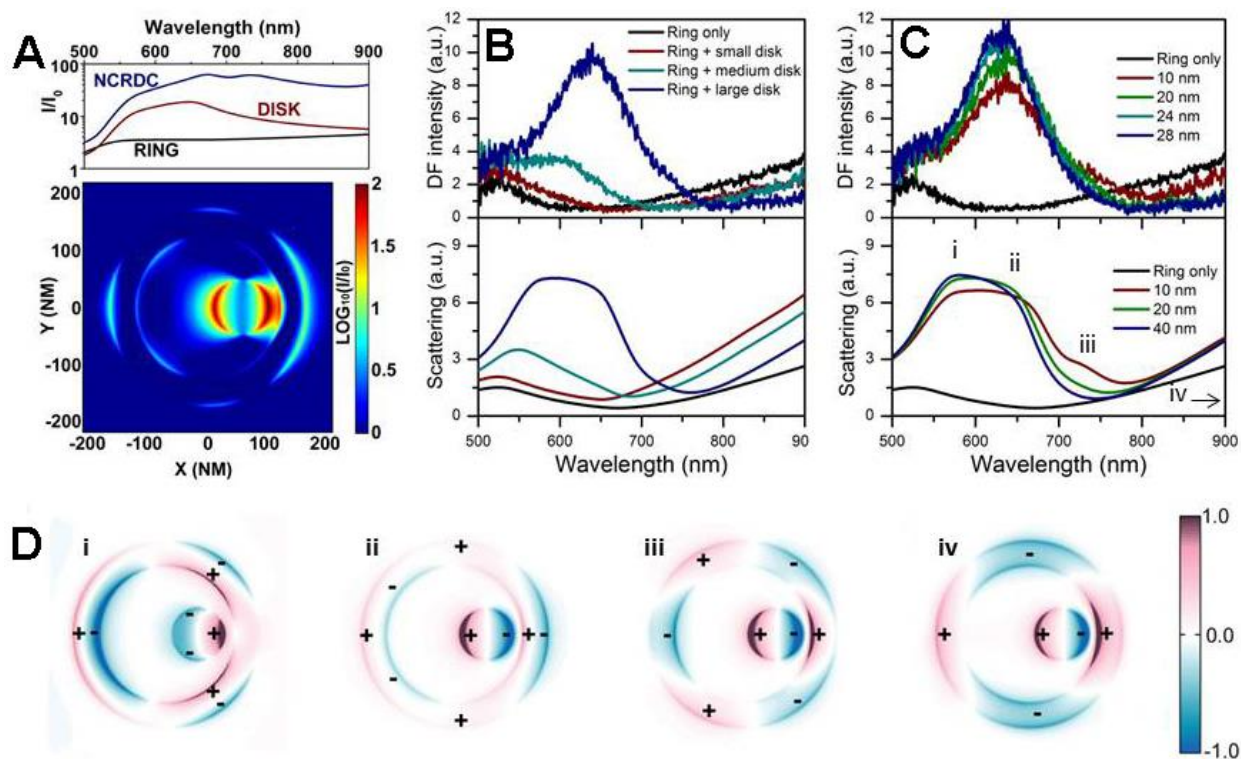 A
Wavelength (nm)
500 600 700 800 900
100
10
1
I/I₀
NCRDC
DISK
RING
200
100
0
-100
-200
Y (NM)
-200 -100 0 100 200
X (NM)
2
1.5
1
0.5
0
LOG₁₀(I/I₀)
B
12
10
8
6
4
2
0
DF intensity (a.u.)
Ring only
Ring + small disk
Ring + medium disk
Ring + large disk
9
6
3
0
Scattering (a.u.)
500 600 700 800 90
Wavelength (nm)
C
12
10
8
6
4
2
0
DF intensity (a.u.)
Ring only
10 nm
20 nm
24 nm
28 nm
9
6
3
0
Scattering (a.u.)
i
ii
iii
iv
Ring only
10 nm
20 nm
40 nm
500 600 700 800 900
Wavelength (nm)
D
i
+ - - - + + + - -
ii
+ + + - - + - + -
iii
+ + - - - + - +
iv
+ - - + - +
1.0
0.0
-1.0